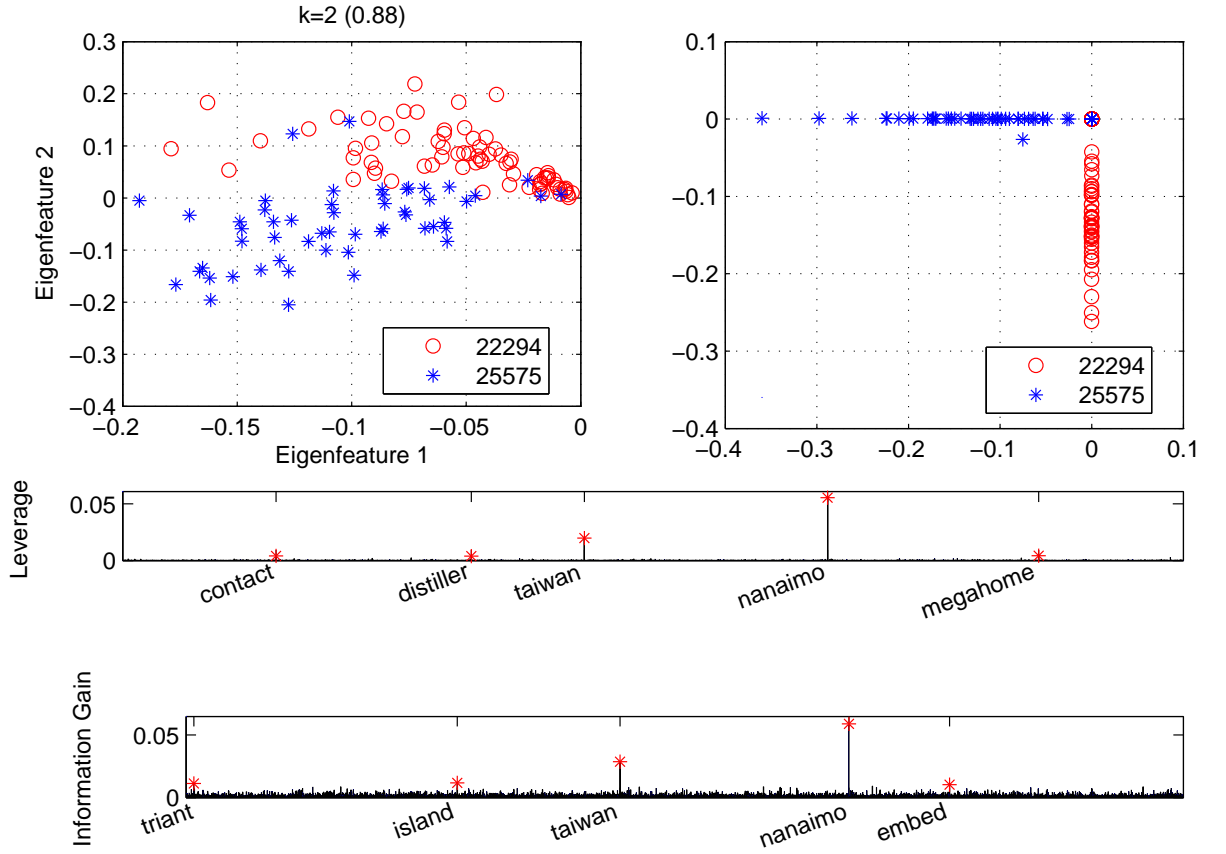 k=2 (0.88)
0.3
0.2
0.1
0
−0.1
−0.2
−0.3
−0.4
Eigenfeature 2
−0.2 −0.15 −0.1 −0.05 0
Eigenfeature 1
22294
25575
0.1
0
−0.1
−0.2
−0.3
−0.4
−0.4 −0.3 −0.2 −0.1 0 0.1
22294
25575
Leverage
0.05
0
contact distiller taiwan nanaimo megahome
Information Gain
0.05
0
triant island taiwan nanaimo embed